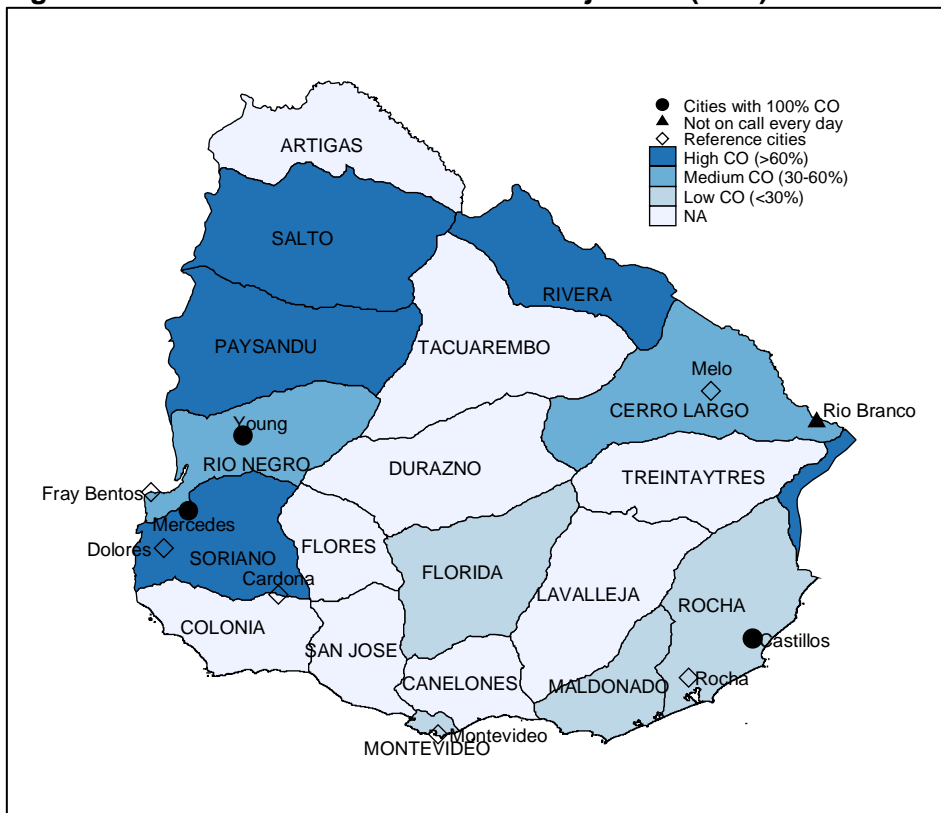 Cities with 100% CO
Not on call every day
Reference cities
High CO (>60%)
Medium CO (30-60%)
Low CO (<30%)
NA
ARTIGAS
SALTO
RIVERA
PAYSANDU
TACUAREMBO
Melo
CERRO LARGO
Rio Branco
Young
RIO NEGRO
DURAZNO
TREINTAYTRES
Fray Bentos
Mercedes
Dolores
SORIANO
FLORES
Cardona
FLORIDA
LAVALLEJA
ROCHA
COLONIA
SAN JOSE
Castillos
CANELONES
MALDONADO
Rocha
Montevideo
MONTEVIDEO